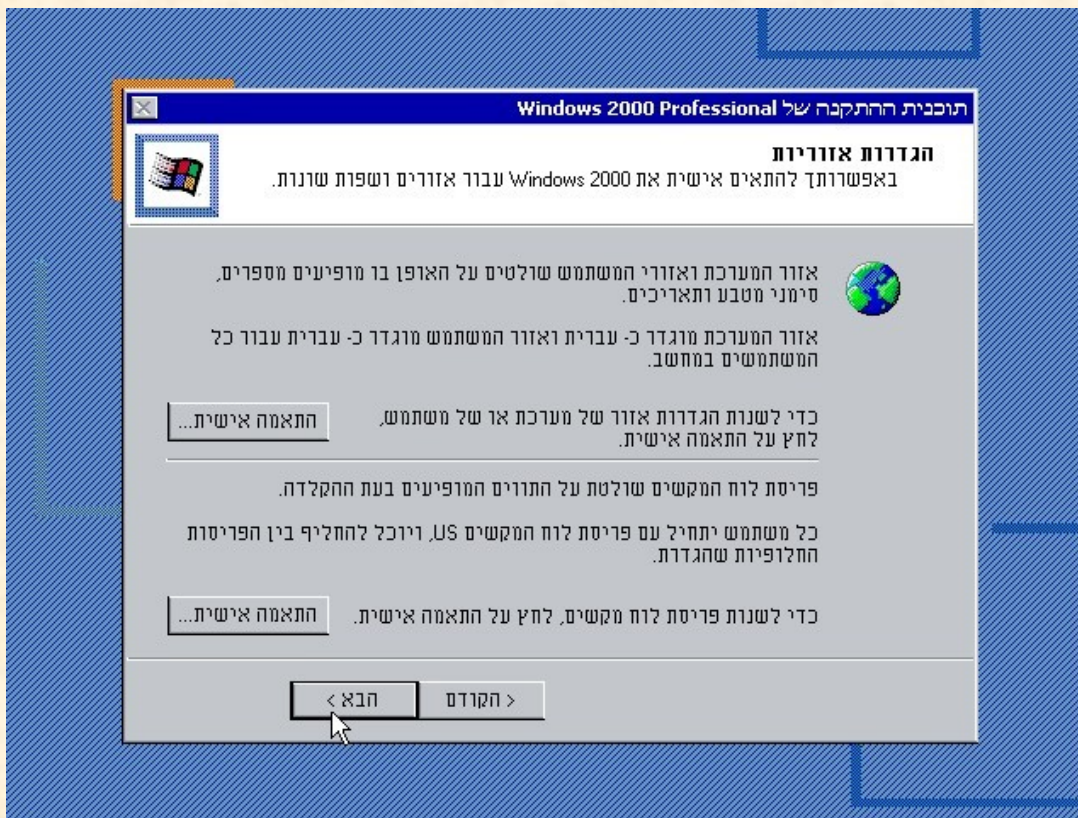 תוכנית ההתקנה של Windows 2000 Professional
הגדרות אזוריות
באפשרותך להתאים אישית את Windows 2000 עבור אזורים ושפות שונות.
אזור המערכת ואזורי המשתמש שולטים על האופן בו מופיעים מספרים,
סימני מטבע ותאריכים.
אזור המערכת מוגדר כ- עברית ואזור המשתמש מוגדר כ- עברית עבור כל
המשתמשים במחשב.
כדי לשנות הגדרות אזור של מערכת או של משתמש,
לחץ על התאמה אישית.
התאמה אישית...
פריסת לוח המקשים שולטת על התווים המופיעים בעת ההקלדה.
כל משתמש יתחיל עם פריסת לוח המקשים US, ויוכל להחליף בין הפריסות
החלופיות שהגדרת.
כדי לשנות פריסת לוח מקשים, לחץ על התאמה אישית.
התאמה אישית...
< הקודם
הבא >